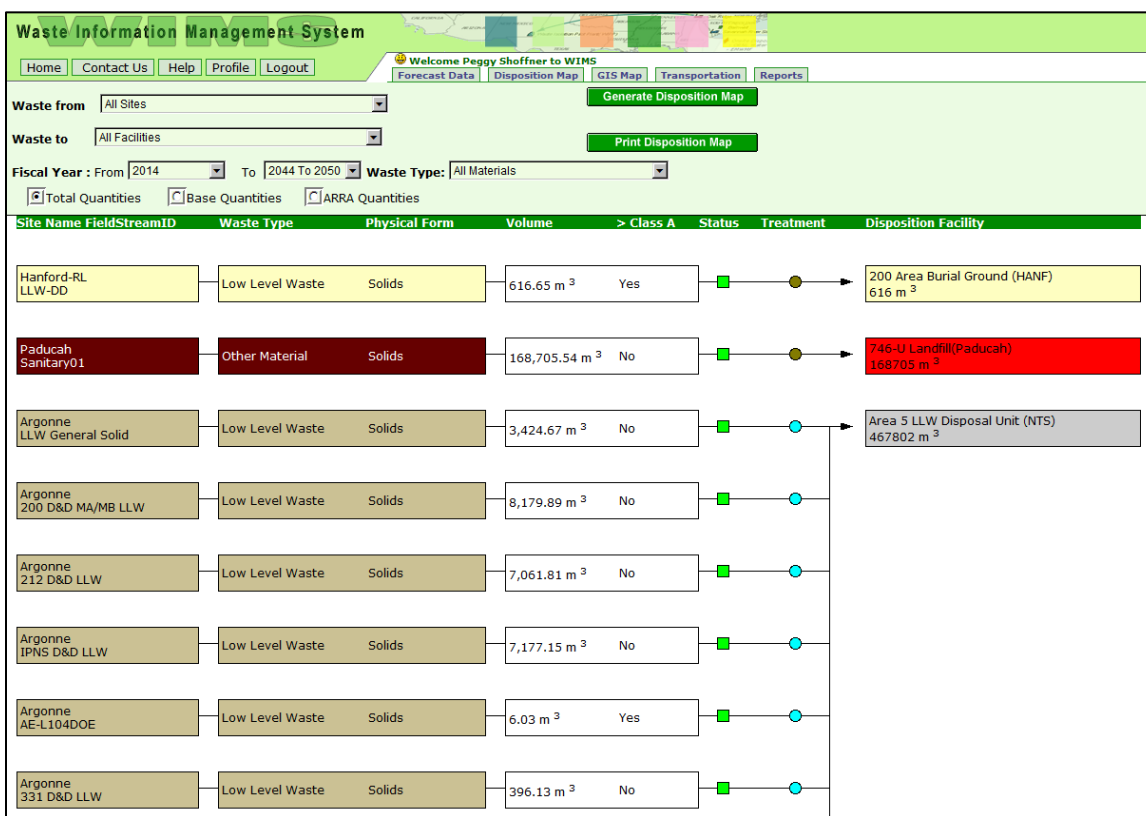 Waste Information Management System
WIMS
Home Contact Us Help Profile Logout
Welcome Peggy Shoffner to WIMS
Forecast Data Disposition Map GIS Map Transportation Reports
Waste from All Sites Generate Disposition Map
Waste to All Facilities Print Disposition Map
Fiscal Year : From 2014 To 2044 To 2050 Waste Type: All Materials
Total Quantities Base Quantities ARRA Quantities
Site Name FieldStreamID Waste Type Physical Form Volume > Class A Status Treatment Disposition Facility
Hanford-RL
LLW-DD
Low Level Waste Solids 616.65 m 3 Yes
200 Area Burial Ground (HANF)
616 m 3
Paducah
Sanitary01
Other Material Solids 168,705.54 m 3 No
746-U Landfill(Paducah)
168705 m 3
Argonne
LLW General Solid
Low Level Waste Solids 3,424.67 m 3 No
Area 5 LLW Disposal Unit (NTS)
467802 m 3
Argonne
200 D&D MA/MB LLW
Low Level Waste Solids 8,179.89 m 3 No
Argonne
212 D&D LLW
Low Level Waste Solids 7,061.81 m 3 No
Argonne
IPNS D&D LLW
Low Level Waste Solids 7,177.15 m 3 No
Argonne
AE-L104DOE
Low Level Waste Solids 6.03 m 3 Yes
Argonne
331 D&D LLW
Low Level Waste Solids 396.13 m 3 No